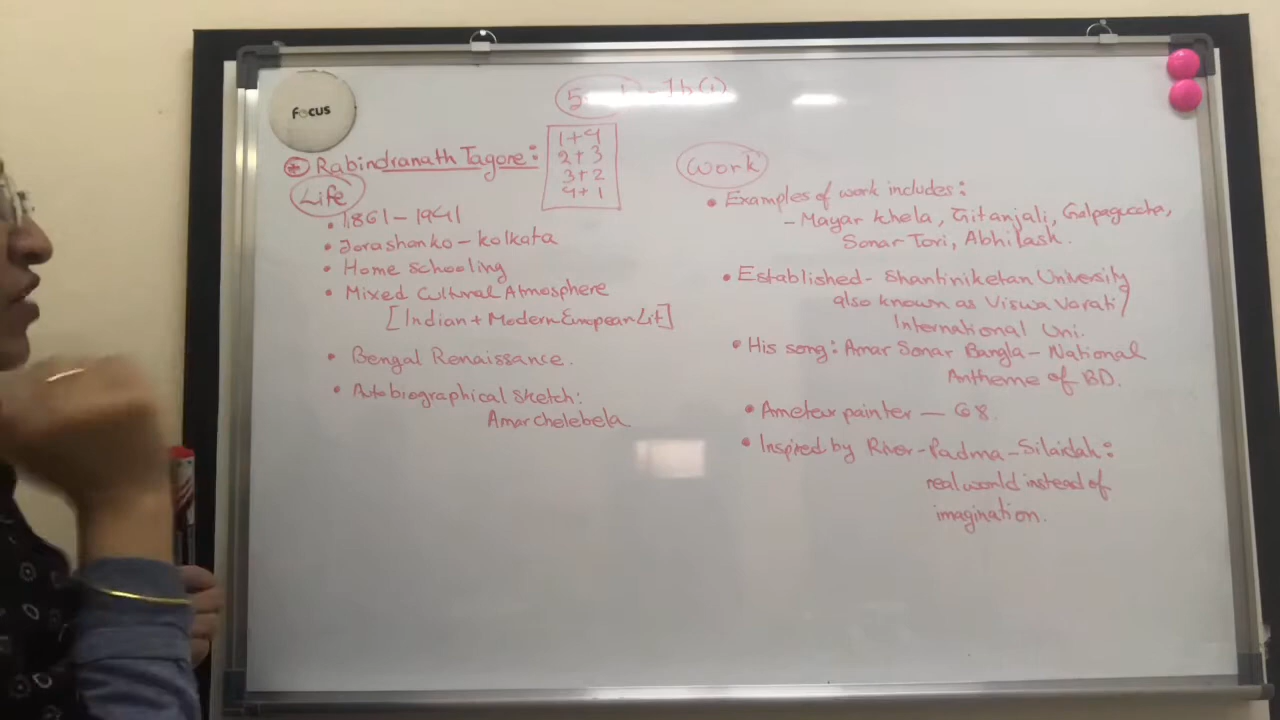 Focus
5
1b(i)
Rabindranath Tagore:
1+4
2+3
3+2
4+1
Life
• 1861 – 1941
• Jorashanko – Kolkata
• Home schooling
• Mixed Cultural Atmosphere
[Indian + Modern European Lit]
• Bengal Renaissance.
• Autobiographical sketch:
Amar chelebela.
Work
• Examples of work includes:
– Mayar Khela, Gitanjali, Galpaguccha,
Sonar Tori, Abhilash.
• Established - Shantiniketan University
also known as Viswa Varati/
International Uni.
• His song: Amar Sonar Bangla – National
Antheme of BD.
• Ameteur painter — 68.
• Inspired by River-Padma-Silaidah:
real world instead of
imagination.